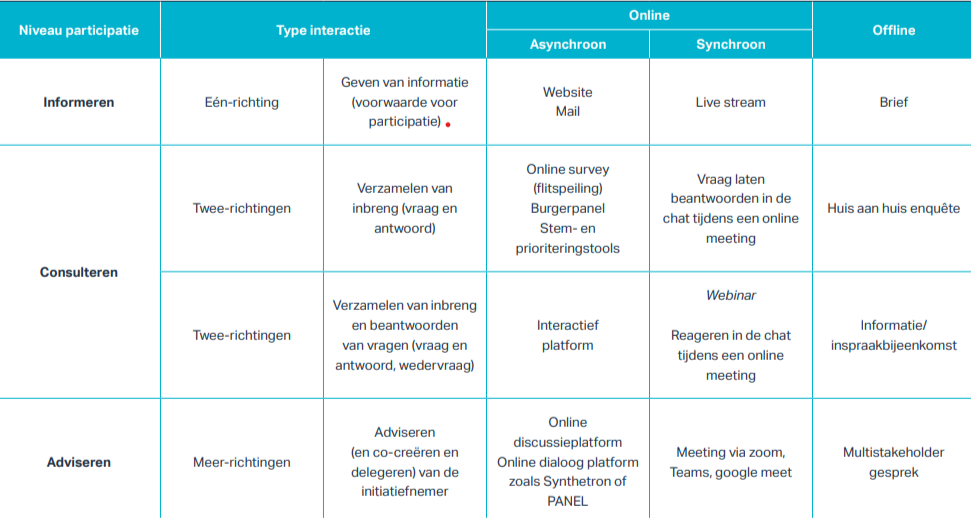 Niveau participatie
Type interactie
Online
Offline
Asynchroon
Synchroon
Informeren
Eén-richting
Geven van informatie
(voorwaarde voor
participatie)
Website
Mail
Live stream
Brief
Consulteren
Twee-richtingen
Verzamelen van
inbreng (vraag en
antwoord)
Online survey
(flitspeiling)
Burgerpanel
Stem- en
prioriteringstools
Vraag laten
beantwoorden in de
chat tijdens een online
meeting
Huis aan huis enquête
Twee-richtingen
Verzamelen van inbreng
en beantwoorden
van vragen (vraag en
antwoord, wedervraag)
Interactief
platform
Webinar
Reageren in de chat
tijdens een online
meeting
Informatie/
inspraakbijeenkomst
Adviseren
Meer-richtingen
Adviseren
(en co-creëren en
delegeren) van de
initiatiefnemer
Online
discussieplatform
Online dialoog platform
zoals Synthetron of
PANEL
Meeting via zoom,
Teams, google meet
Multistakeholder
gesprek